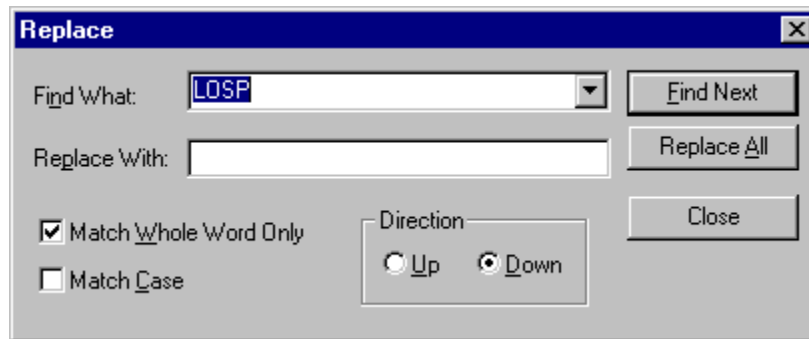 Replace
Find What: LOSP Find Next
Replace With: Replace All
Match Whole Word Only Direction Close
Match Case Up Down